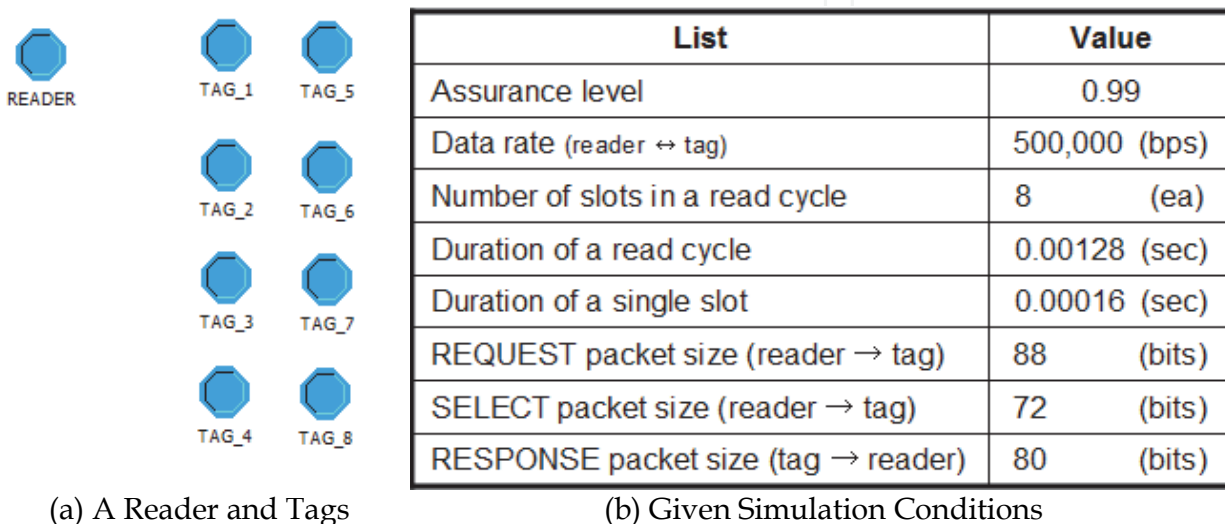 READER
TAG_1 TAG_5
TAG_2 TAG_6
TAG_3 TAG_7
TAG_4 TAG_8
List Value
Assurance level 0.99
Data rate (reader ↔ tag) 500,000 (bps)
Number of slots in a read cycle 8 (ea)
Duration of a read cycle 0.00128 (sec)
Duration of a single slot 0.00016 (sec)
REQUEST packet size (reader → tag) 88 (bits)
SELECT packet size (reader → tag) 72 (bits)
RESPONSE packet size (tag → reader) 80 (bits)
(a) A Reader and Tags (b) Given Simulation Conditions